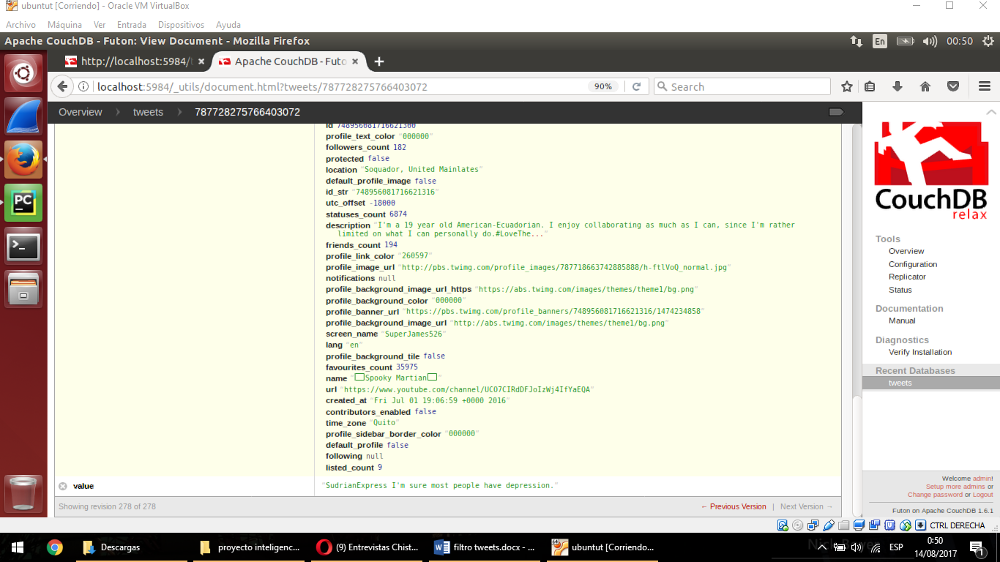 ubuntut [Corriendo] - Oracle VM VirtualBox
Archivo Máquina Ver Entrada Dispositivos Ayuda
Apache CouchDB - Futon: View Document - Mozilla Firefox
En 00:50
http://localhost:5984/
Apache CouchDB - Futo
localhost:5984/_utils/document.html?tweets/787728275766403072
90%
Search
Overview tweets 787728275766403072
id 748956081716621300
profile_text_color "000000"
followers_count 182
protected false
location "Soquador, United Mainlates"
default_profile_image false
id_str "748956081716621316"
utc_offset -18000
statuses_count 6874
description "I'm a 19 year old American-Ecuadorian. I enjoy collaborating as much as I can, since I'm rather
limited on what I can personally do.#LoveThe..."
friends_count 194
profile_link_color "260597"
profile_image_url "http://pbs.twimg.com/profile_images/787718663742885888/h-ftlVoQ_normal.jpg"
notifications null
profile_background_image_url_https "https://abs.twimg.com/images/themes/theme1/bg.png"
profile_background_color "000000"
profile_banner_url "https://pbs.twimg.com/profile_banners/748956081716621316/1474234858"
profile_background_image_url "http://abs.twimg.com/images/themes/theme1/bg.png"
screen_name "SuperJames526"
lang "en"
profile_background_tile false
favourites_count 35975
name "Spooky Martian"
url "https://www.youtube.com/channel/UCO7CIRdDFJoIzWj4IfYaEQA"
created_at "Fri Jul 01 19:06:59 +0000 2016"
contributors_enabled false
time_zone "Quito"
profile_sidebar_border_color "000000"
default_profile false
following null
listed_count 9
value "SudrianExpress I'm sure most people have depression."
Showing revision 278 of 278
← Previous Version | Next Version →
CouchDB
relax
Tools
Overview
Configuration
Replicator
Status
Documentation
Manual
Diagnostics
Verify Installation
Recent Databases
tweets
Welcome admin!
Setup more admins or
Change password or Logout
Futon on Apache CouchDB 1.6.1
PC
CTRL DERECHA
Descargas
proyecto inteligenc...
(9) Entrevistas Chist...
filtro tweets.docx - ...
ubuntut [Corriendo...
ESP
0:50
14/08/2017
1